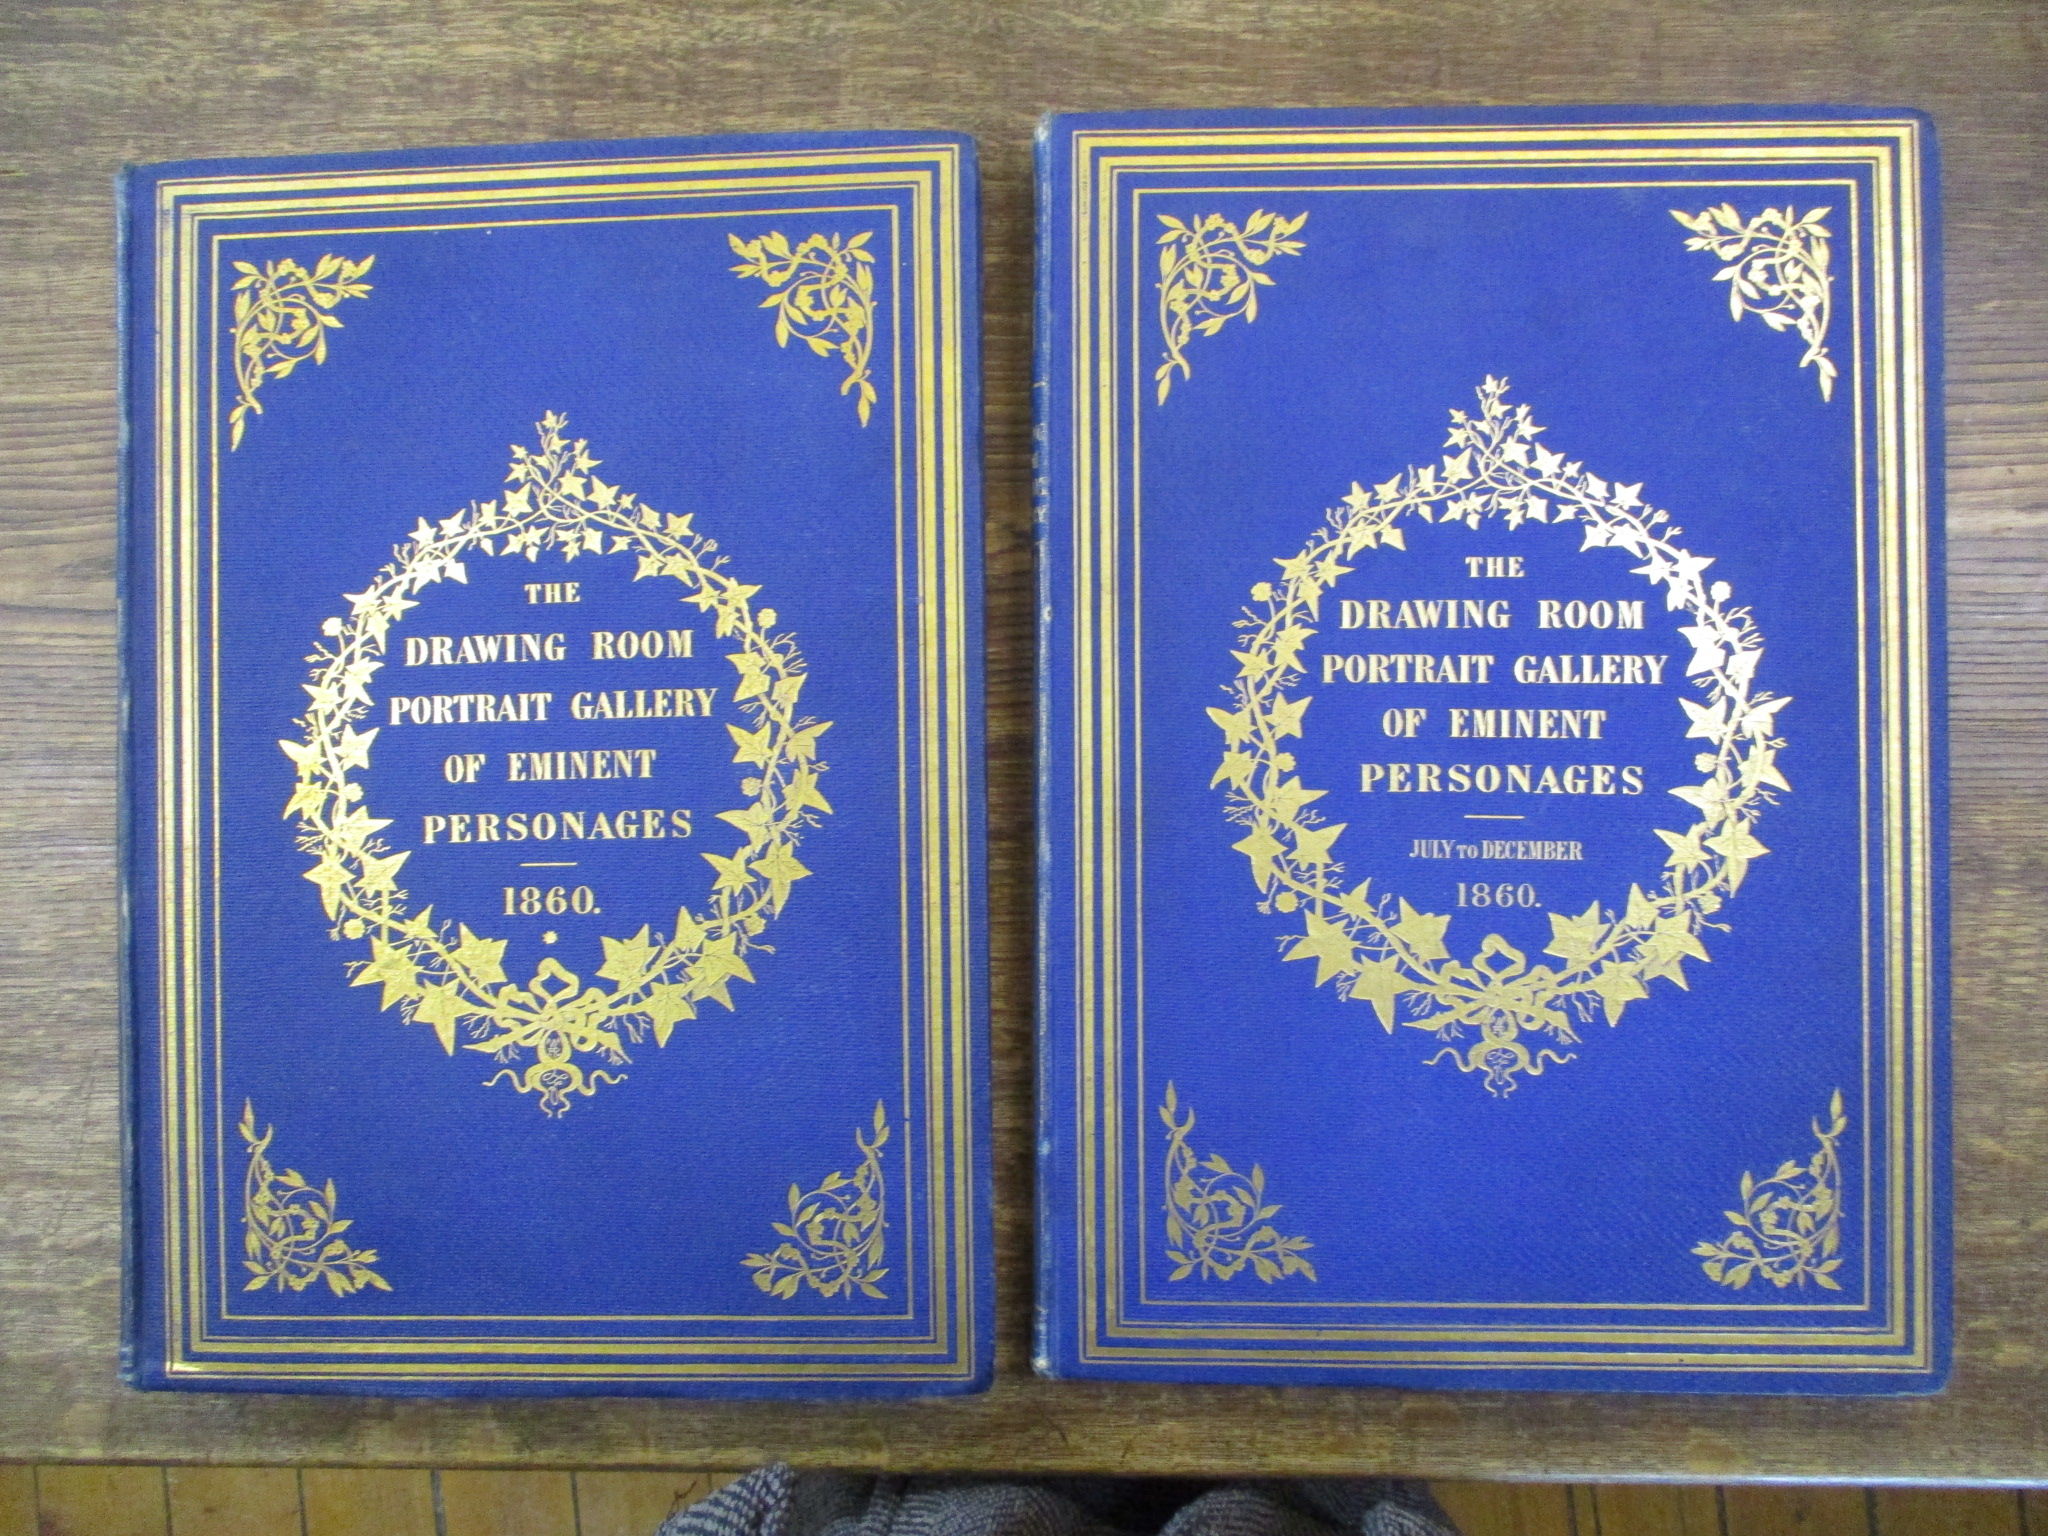 THE
DRAWING ROOM
PORTRAIT GALLERY
OF EMINENT
PERSONAGES
1860.
THE
DRAWING ROOM
PORTRAIT GALLERY
OF EMINENT
PERSONAGES
JULY TO DECEMBER
1860.